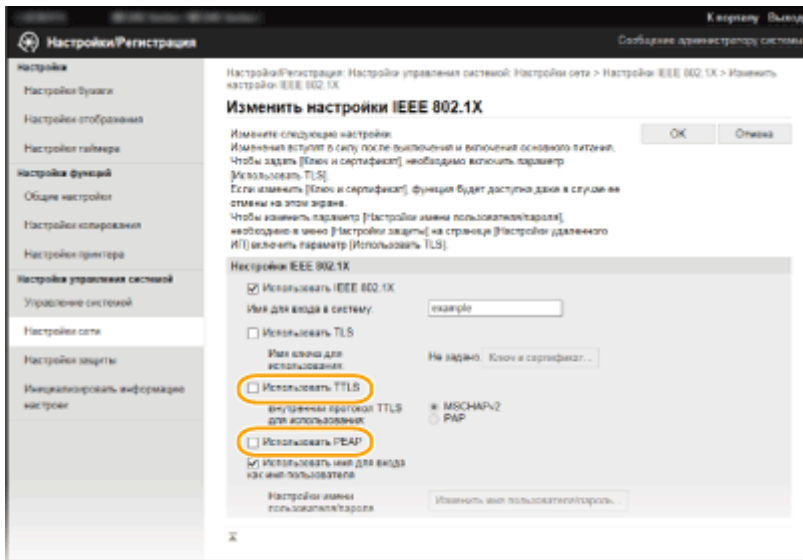 К порталу Выход
Настройки/Регистрация
Сообщение администратору системы
Настройки
Настройки бумаги
Настройки отображения
Настройки таймера
Настройки функций
Общие настройки
Настройки копирования
Настройки принтера
Настройки управления системой
Управление системой
Настройки сети
Настройки защиты
Инициализировать информацию
настроек
Настройки/Регистрация: Настройки управления системой: Настройки сети > Настройки IEEE 802.1X > Изменить
настройки IEEE 802.1X
Изменить настройки IEEE 802.1X
Измените следующие настройки.
OK Отмена
Изменения вступят в силу после выключения и включения основного питания.
Чтобы задать [Ключ и сертификат], необходимо включить параметр
[Использовать TLS].
Если изменить [Ключ и сертификат], функция будет доступна даже в случае ее
отмены на этом экране.
Чтобы изменить параметр [Настройки имени пользователя/пароля],
необходимо в меню [Настройки защиты] на странице [Настройки удаленного
ИП] включить параметр [Использовать TLS].
Настройки IEEE 802.1X
Использовать IEEE 802.1X
Имя для входа в систему: example
Использовать TLS
Имя ключа для
использования:
Не задано. Ключ и сертификат...
Использовать TTLS
внутренний протокол TTLS
для использования:
MSCHAPv2
PAP
Использовать PEAP
Использовать имя для входа
как имя пользователя
Настройки имени
пользователя/пароля
Изменить имя пользователя/пароль...